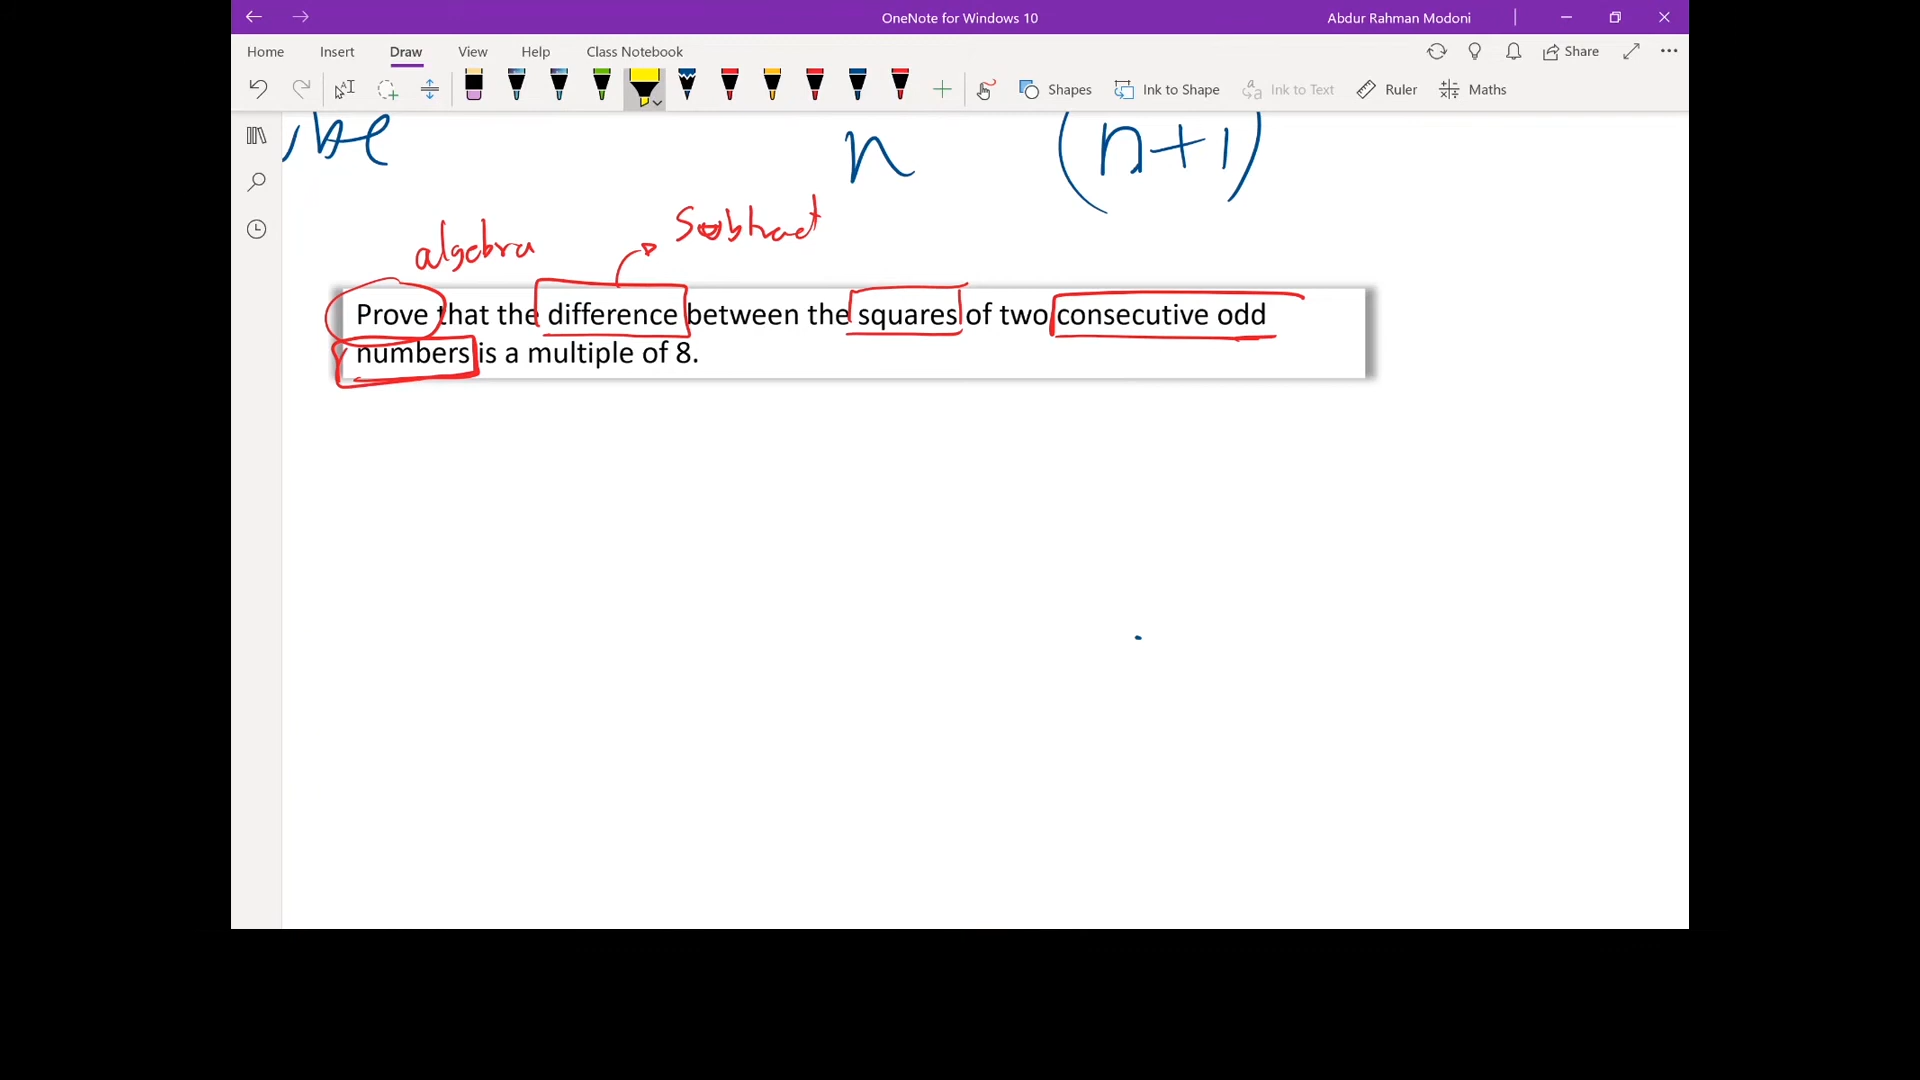 OneNote for Windows 10
Abdur Rahman Modoni
Home Insert Draw View Help Class Notebook
Share
Shapes Ink to Shape Ink to Text Ruler Maths
n (n+1)
algebra
Subtract
Prove that the difference between the squares of two consecutive odd
numbers is a multiple of 8.